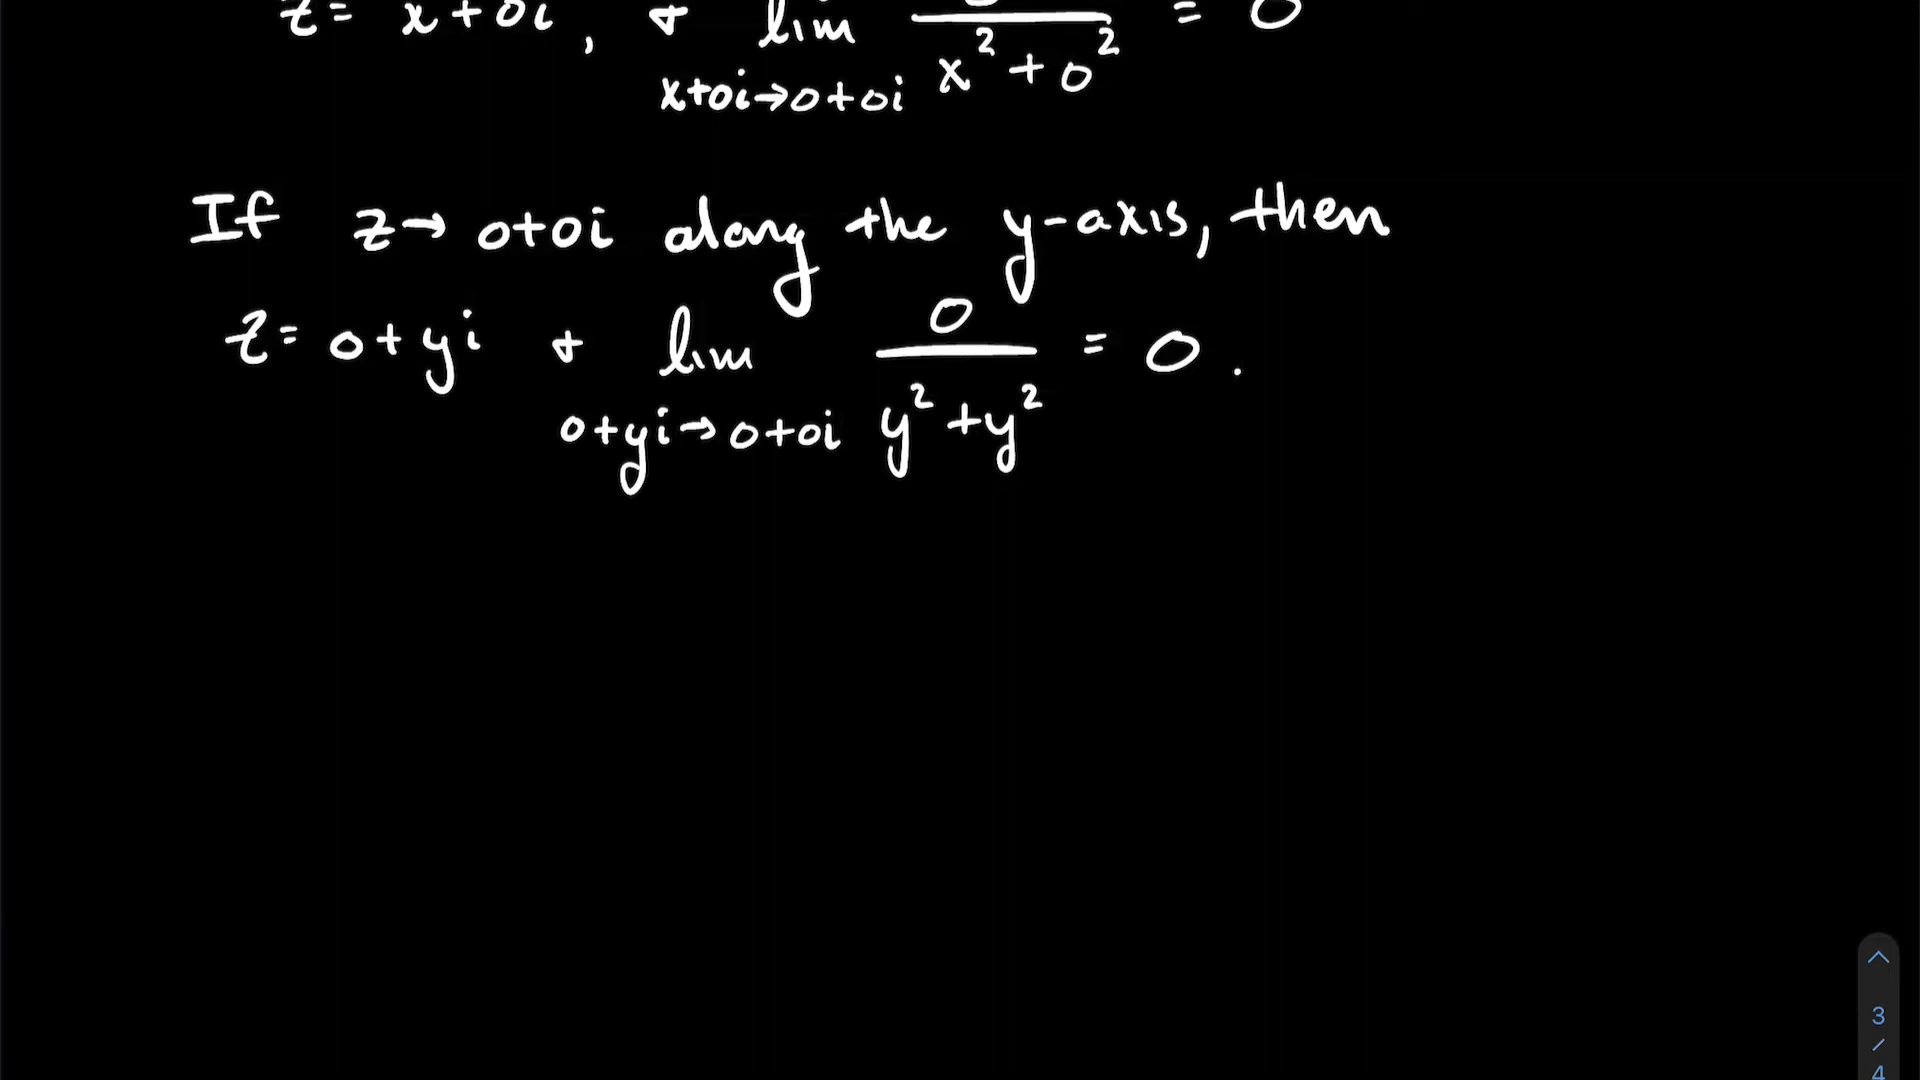 z = x+0i, & lim 0/(x²+0²) = 0
x+0i→0+0i
If z→ 0+0i along the y-axis, then
z= 0+yi & lim 0/(y²+y²) = 0.
0+yi→0+0i
3
/
4